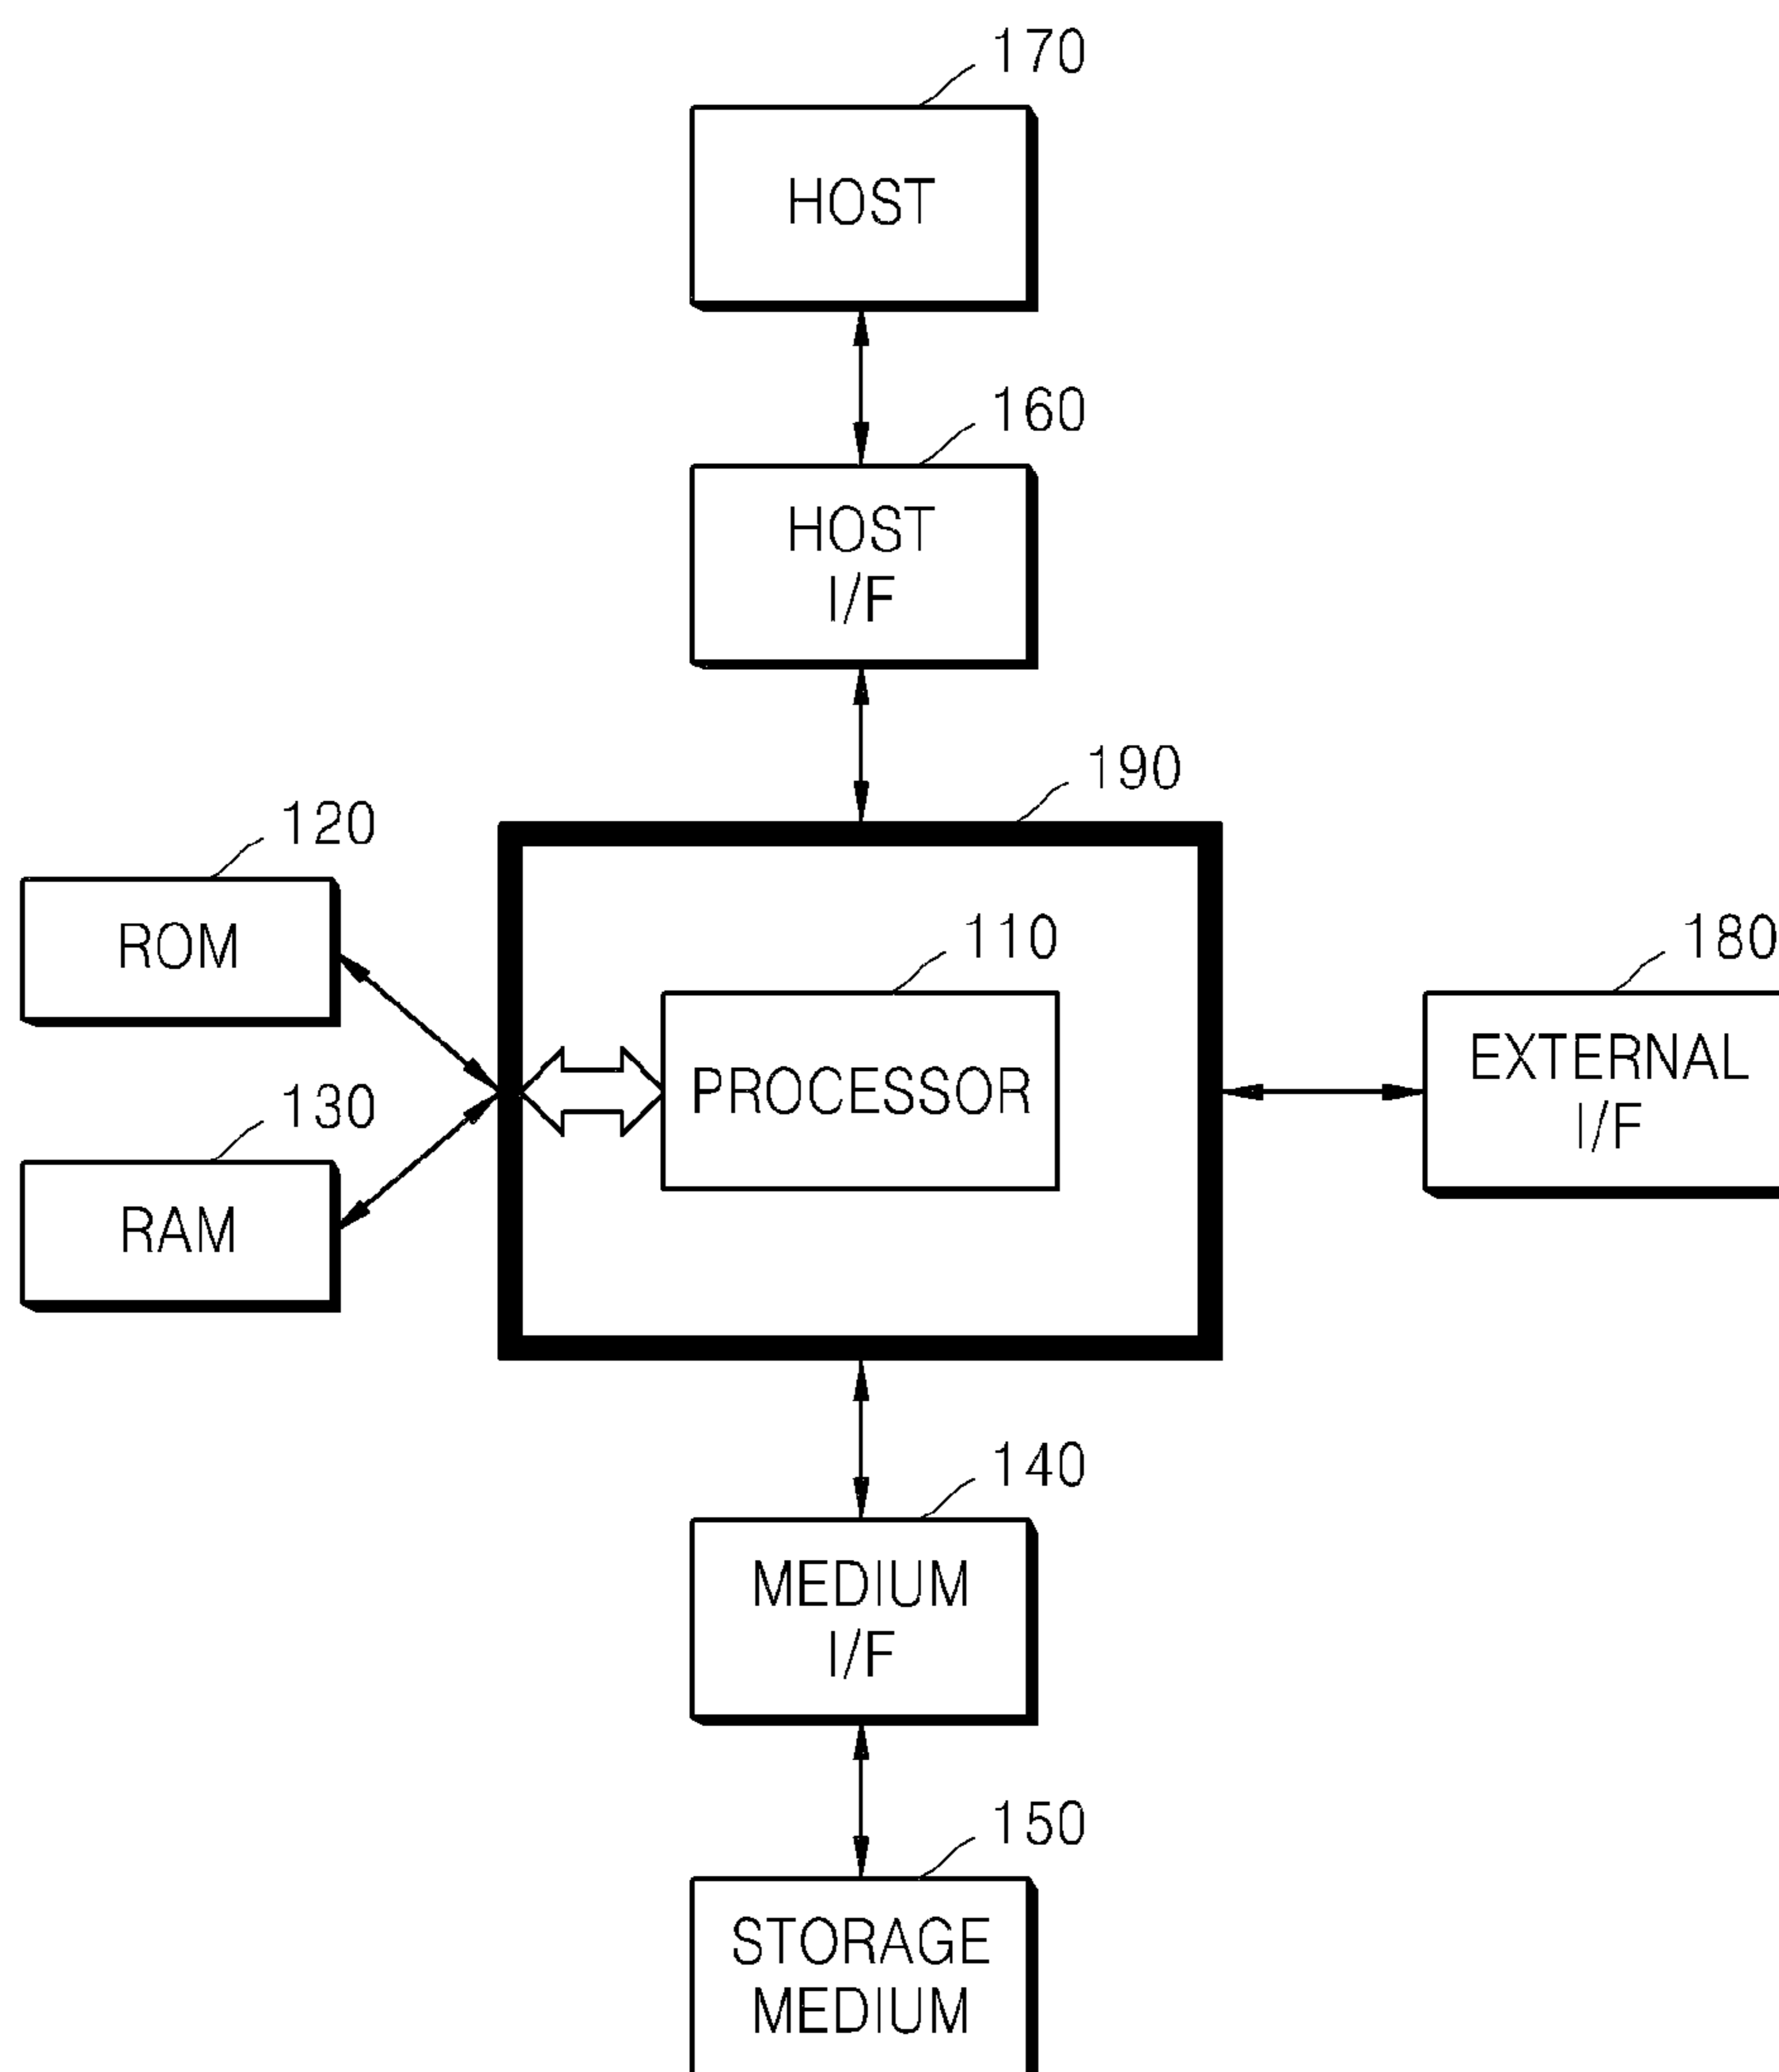 170
HOST
160
HOST
I/F
190
120
ROM
110
PROCESSOR
180
EXTERNAL
I/F
130
RAM
140
MEDIUM
I/F
150
STORAGE
MEDIUM